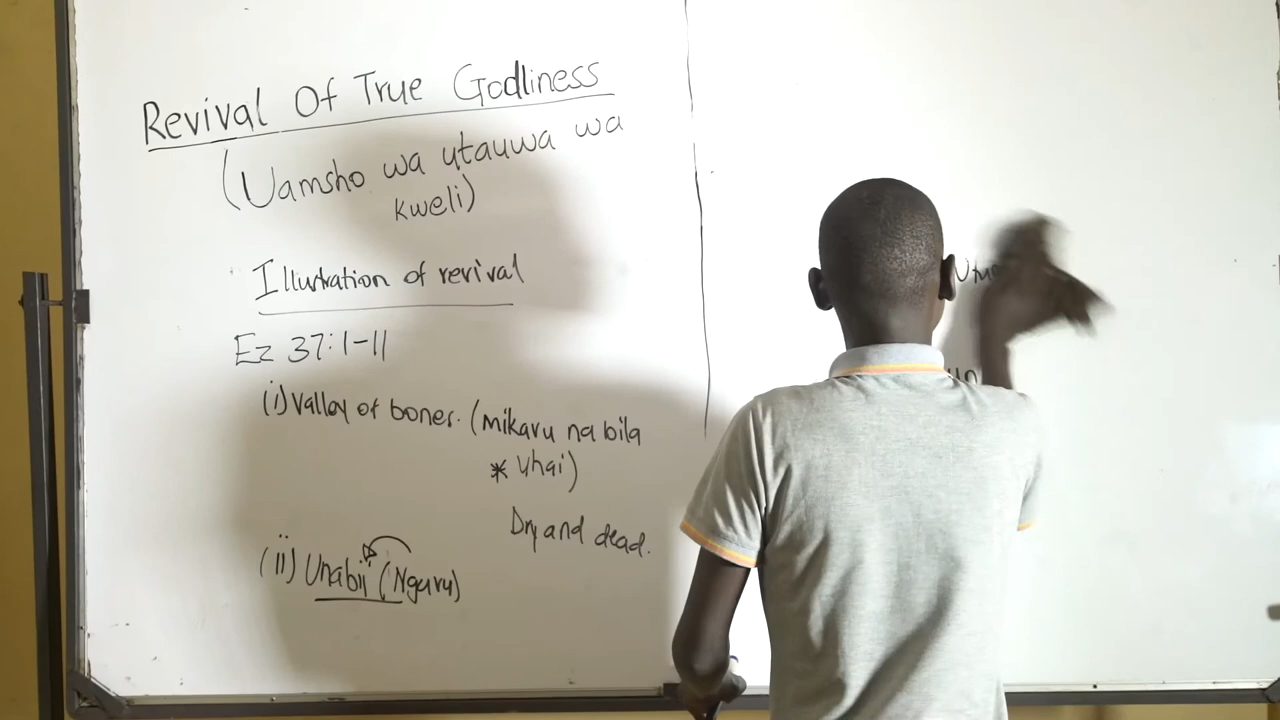 Revival Of True Godliness
(Uamsho wa utauwa wa
kweli)
Illustration of revival
Ez 37:1-11
(i) valley of bones. (mikavu na bila
* uhai)
Dry and dead.
(ii) Unabii (Nguvu)